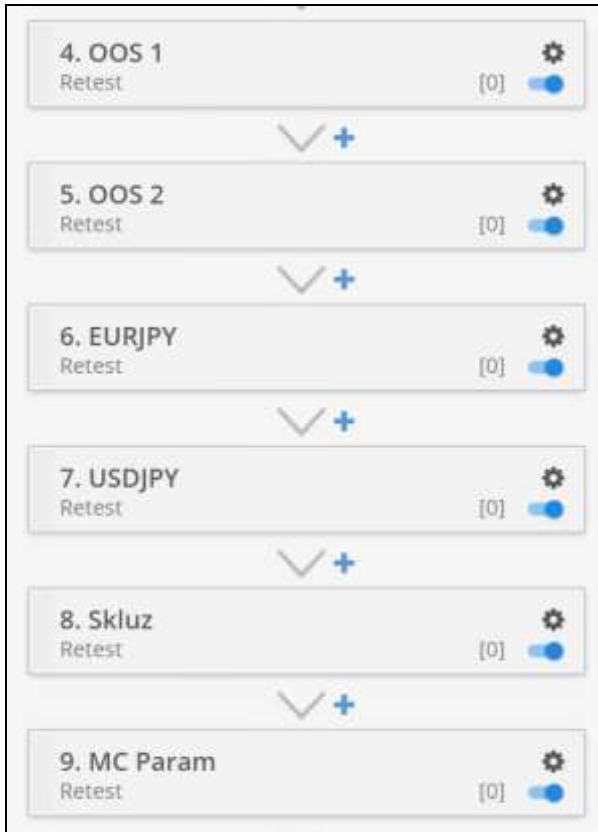 4. OOS 1
Retest [0]
+
5. OOS 2
Retest [0]
+
6. EURJPY
Retest [0]
+
7. USDJPY
Retest [0]
+
8. Skluz
Retest [0]
+
9. MC Param
Retest [0]